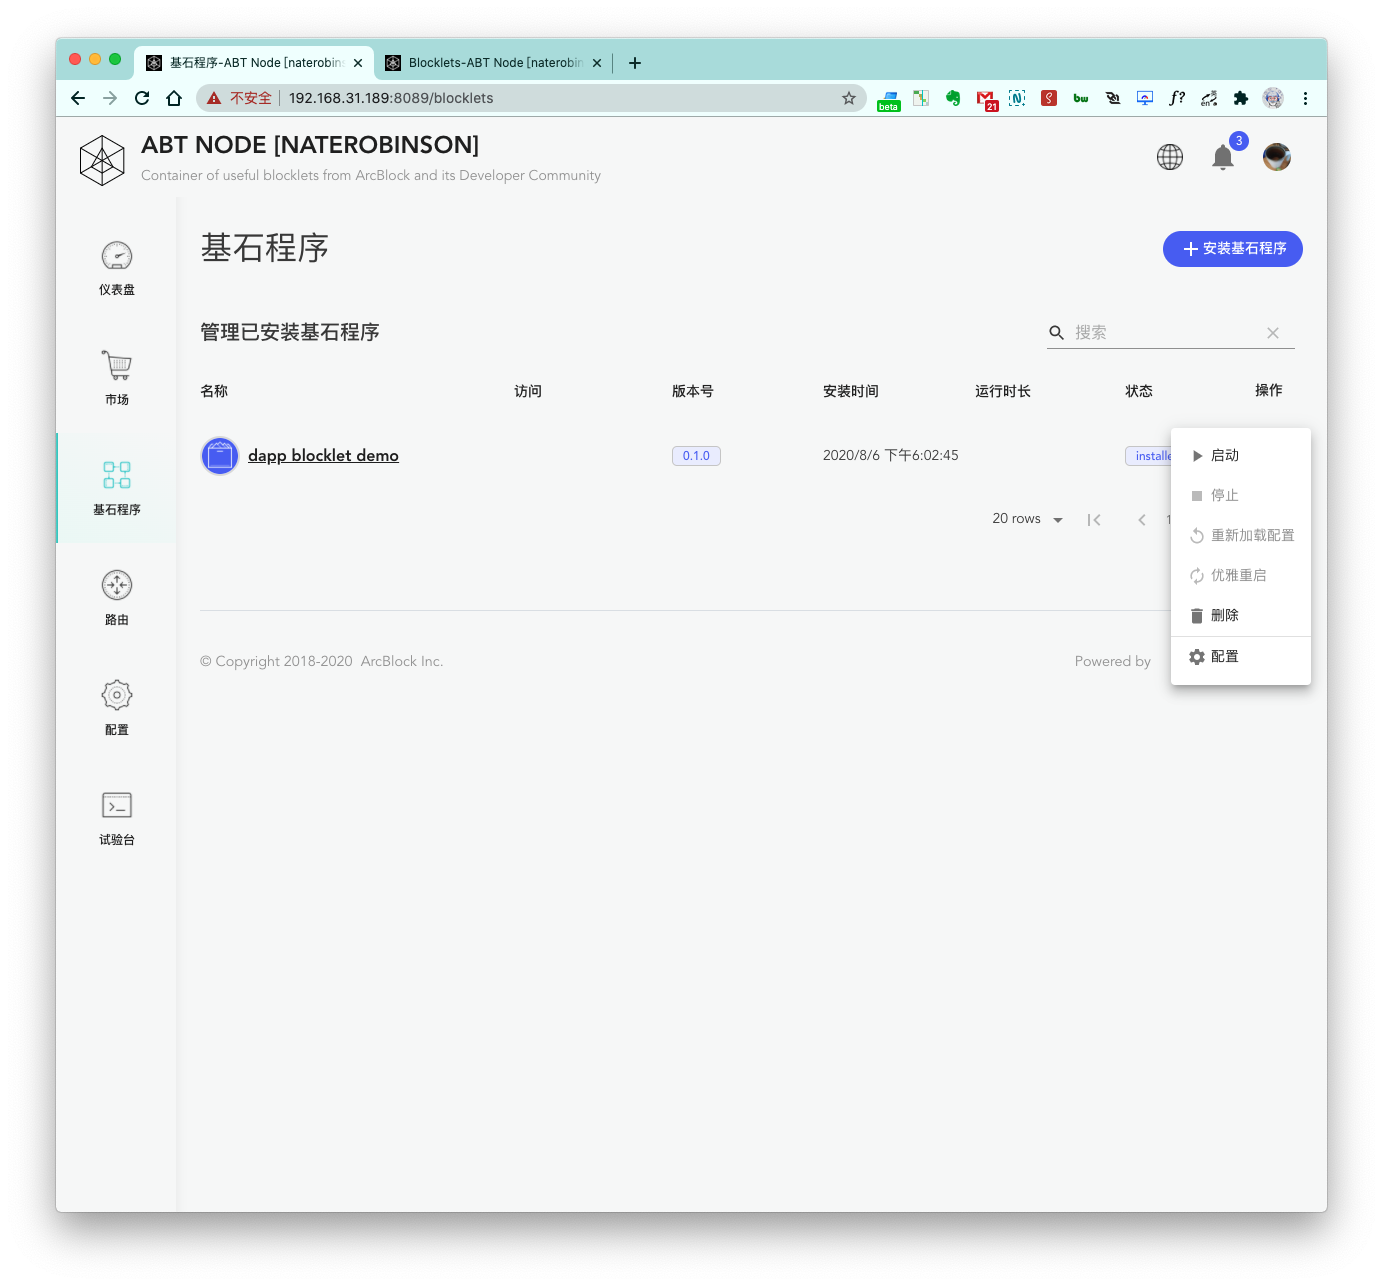 基石程序-ABT Node [naterobins
Blocklets-ABT Node [naterobin
不安全
192.168.31.189:8089/blocklets
beta
21
bw
f?
en
ABT NODE [NATEROBINSON]
Container of useful blocklets from ArcBlock and its Developer Community
3
仪表盘
市场
基石程序
路由
配置
试验台
基石程序
安装基石程序
管理已安装基石程序
搜索
名称 访问 版本号 安装时间 运行时长 状态 操作
dapp blocklet demo 0.1.0 2020/8/6 下午6:02:45 installe
20 rows 1
启动
停止
重新加载配置
优雅重启
删除
配置
© Copyright 2018-2020 ArcBlock Inc. Powered by